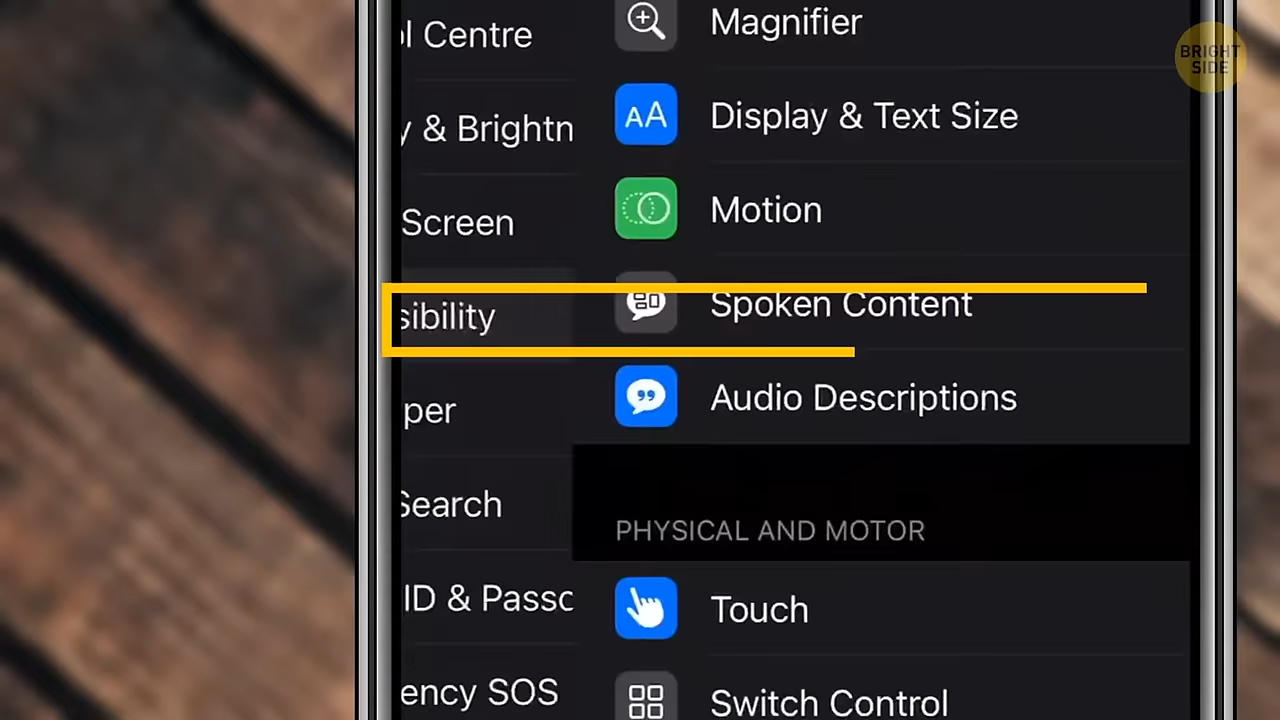 ol Centre
y & Brightn
Screen
sibility
per
Search
ID & Passc
ency SOS
Magnifier
AA Display & Text Size
Motion
Spoken Content
Audio Descriptions
PHYSICAL AND MOTOR
Touch
Switch Control
BRIGHT
SIDE